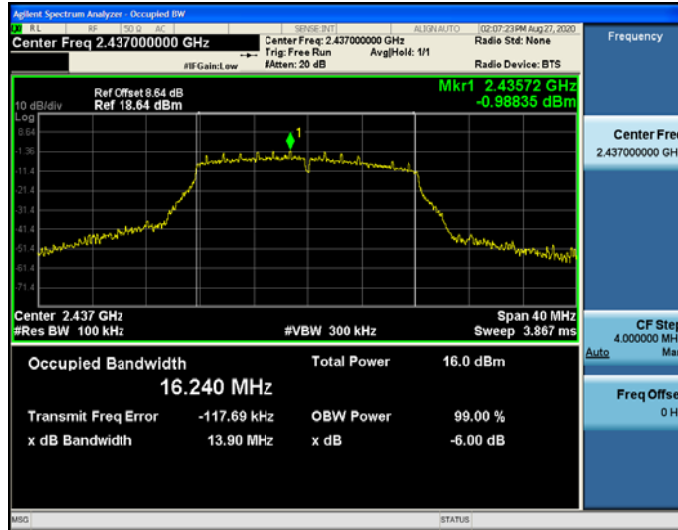 Agilent Spectrum Analyzer - Occupied BW
RL RF 50 Ω AC SENSE:INT ALIGN AUTO 02:07:23 PM Aug 27, 2020
Center Freq 2.437000000 GHz Center Freq: 2.437000000 GHz Radio Std: None
Trig: Free Run Avg|Hold: 1/1
#IFGain:Low #Atten: 20 dB Radio Device: BTS
Frequency
Ref Offset 8.64 dB Mkr1 2.43572 GHz
10 dB/div Ref 18.64 dBm -0.98835 dBm
Log
8.64
1
-1.36
-11.4
-21.4
-31.4
-41.4
-51.4
-61.4
-71.4
Center 2.437 GHz Span 40 MHz
#Res BW 100 kHz #VBW 300 kHz Sweep 3.867 ms
Occupied Bandwidth Total Power 16.0 dBm
16.240 MHz
Transmit Freq Error -117.69 kHz OBW Power 99.00 %
x dB Bandwidth 13.90 MHz x dB -6.00 dB
Center Fre
2.437000000 GH
CF Step
4.000000 MH
Auto Ma
Freq Offse
0 H
MSG STATUS